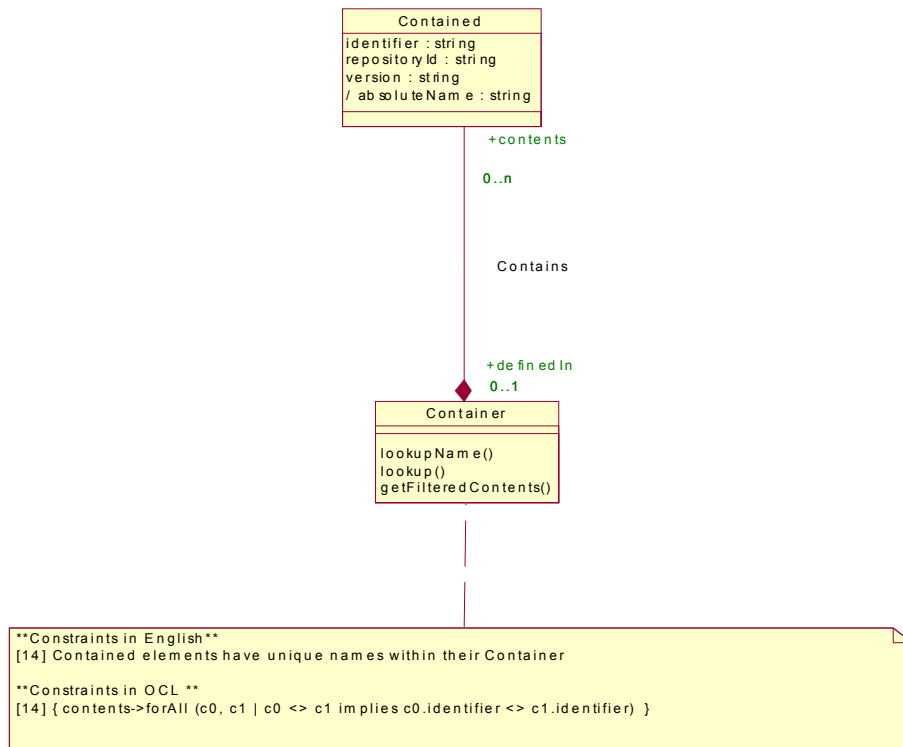 Contained
identifier : string
repositoryId : string
version : string
/ absoluteName : string
+contents
0..n
Contains
+definedIn
0..1
Container
lookupName()
lookup()
getFilteredContents()
**Constraints in English**
[14] Contained elements have unique names within their Container
**Constraints in OCL **
[14] { contents->forAll (c0, c1 | c0 <> c1 implies c0.identifier <> c1.identifier) }